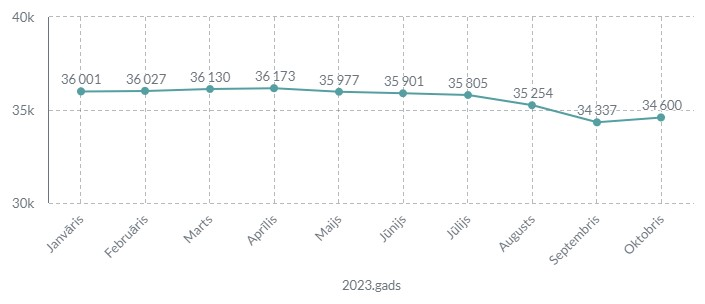 40k
36 001 36 027 36 130 36 173 35 977 35 901 35 805 35 254 34 337 34 600
35k
30k
Janvāris Februāris Marts Aprīlis Maijs Jūnijs Jūlijs Augusts Septembris Oktobris
2023.gads